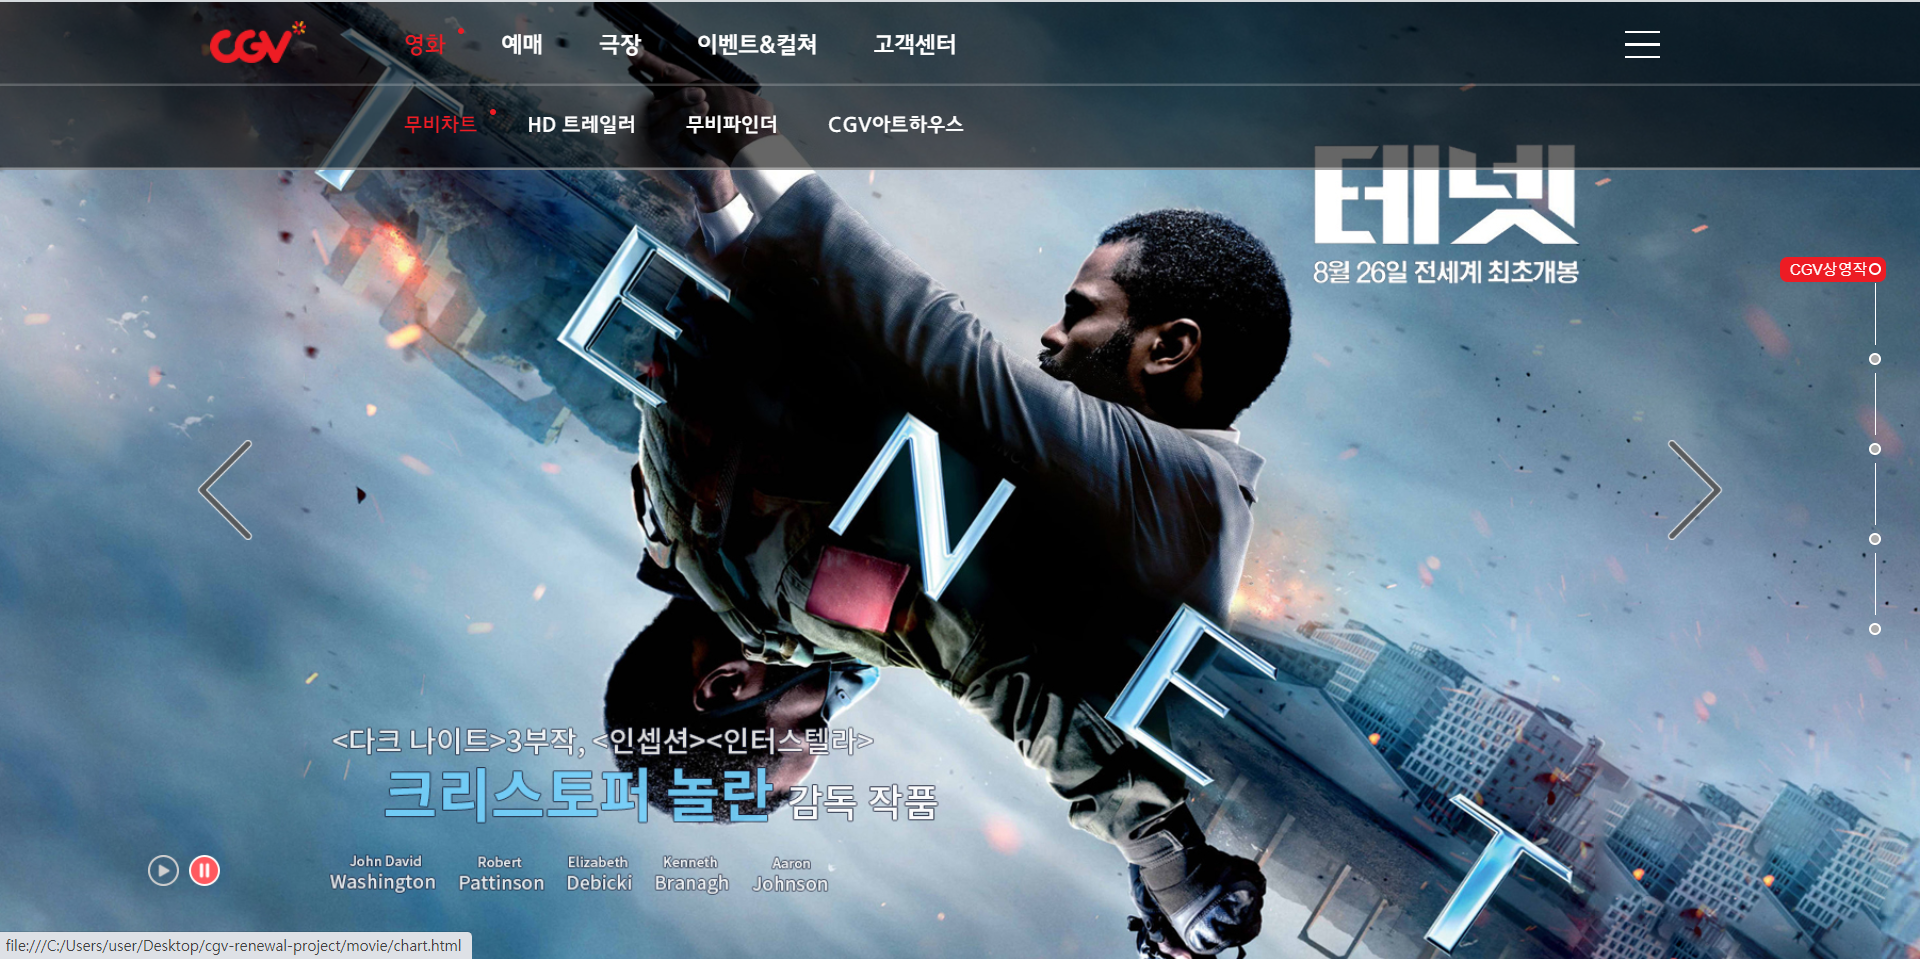 CGV
영화 예매 극장 이벤트&컬쳐 고객센터
무비차트 HD 트레일러 무비파인더 CGV아트하우스
테넷
8월 26일 전세계 최초개봉
CGV상영작
TENET
<다크 나이트>3부작, <인셉션><인터스텔라>
크리스토퍼 놀란 감독 작품
John David Washington
Robert Pattinson
Elizabeth Debicki
Kenneth Branagh
Aaron Johnson
file:///C:/Users/user/Desktop/cgv-renewal-project/movie/chart.html